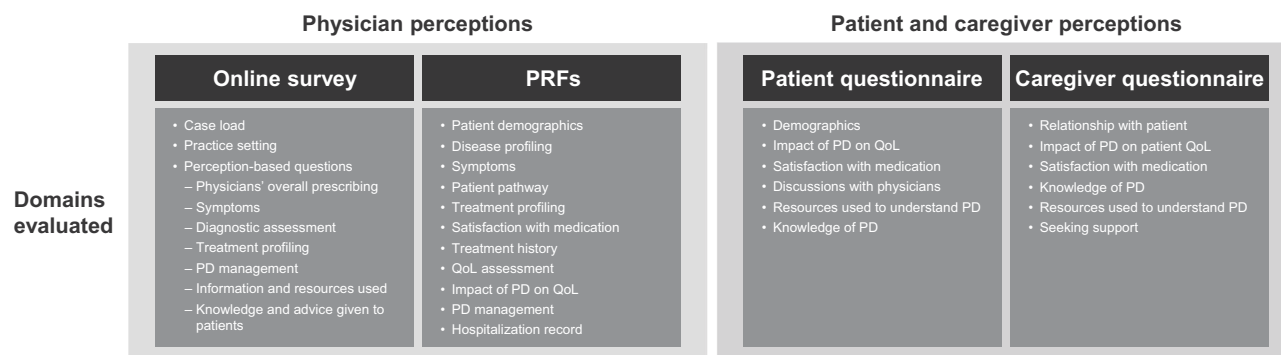 Physician perceptions
Patient and caregiver perceptions
Domains
evaluated
Online survey
• Case load
• Practice setting
• Perception-based questions
– Physicians' overall prescribing
– Symptoms
– Diagnostic assessment
– Treatment profiling
– PD management
– Information and resources used
– Knowledge and advice given to
patients
PRFs
• Patient demographics
• Disease profiling
• Symptoms
• Patient pathway
• Treatment profiling
• Satisfaction with medication
• Treatment history
• QoL assessment
• Impact of PD on QoL
• PD management
• Hospitalization record
Patient questionnaire
• Demographics
• Impact of PD on QoL
• Satisfaction with medication
• Discussions with physicians
• Resources used to understand PD
• Knowledge of PD
Caregiver questionnaire
• Relationship with patient
• Impact of PD on patient QoL
• Satisfaction with medication
• Knowledge of PD
• Resources used to understand PD
• Seeking support